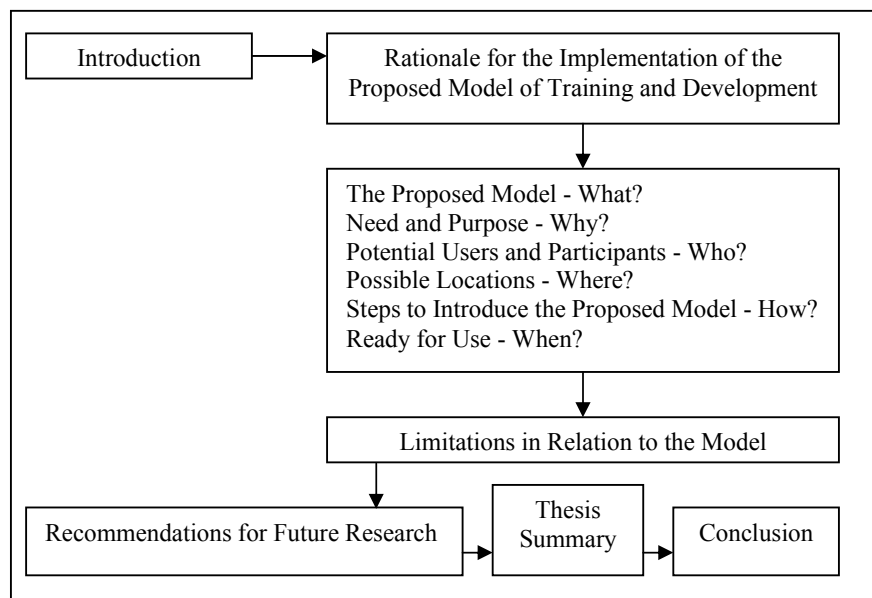 Introduction
Rationale for the Implementation of the
Proposed Model of Training and Development
The Proposed Model - What?
Need and Purpose - Why?
Potential Users and Participants - Who?
Possible Locations - Where?
Steps to Introduce the Proposed Model - How?
Ready for Use - When?
Limitations in Relation to the Model
Recommendations for Future Research
Thesis
Summary
Conclusion